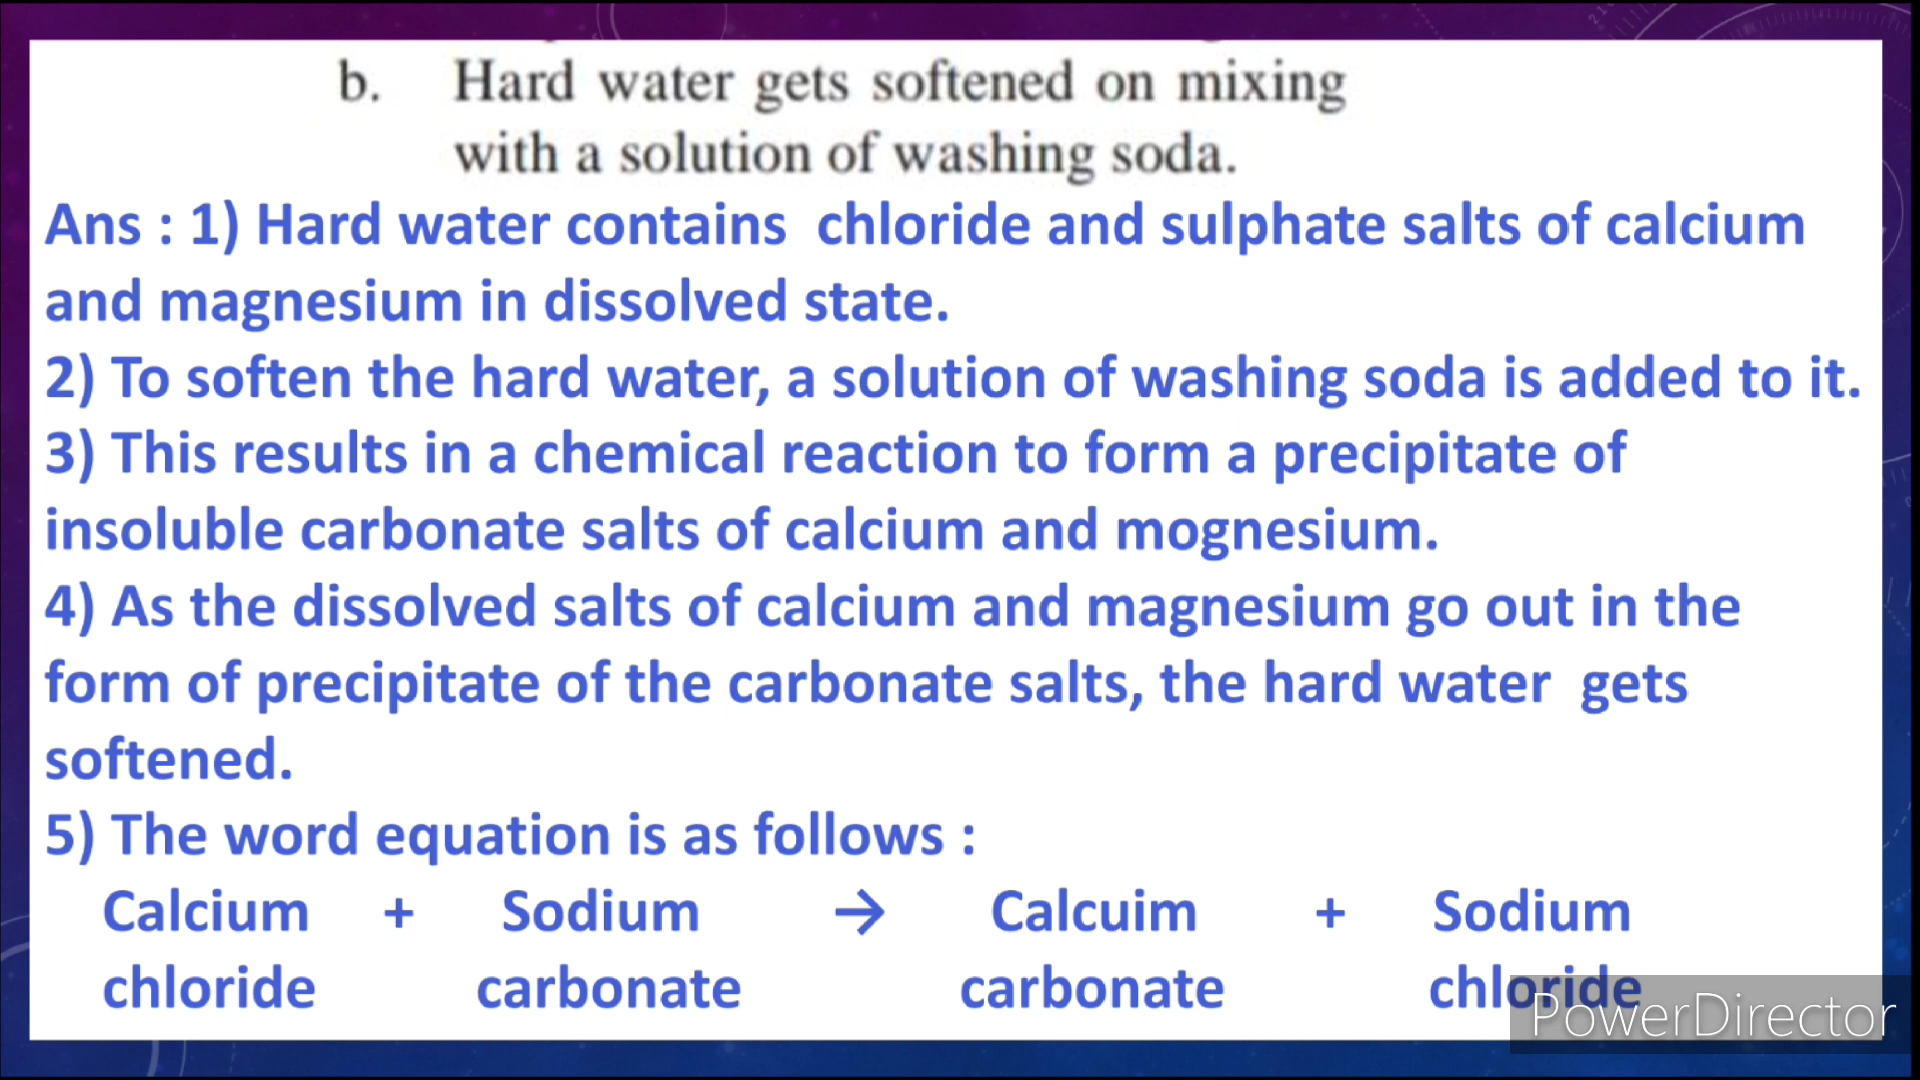 b. Hard water gets softened on mixing
with a solution of washing soda.
Ans : 1) Hard water contains chloride and sulphate salts of calcium
and magnesium in dissolved state.
2) To soften the hard water, a solution of washing soda is added to it.
3) This results in a chemical reaction to form a precipitate of
insoluble carbonate salts of calcium and mognesium.
4) As the dissolved salts of calcium and magnesium go out in the
form of precipitate of the carbonate salts, the hard water gets
softened.
5) The word equation is as follows :
Calcium + Sodium → Calcuim + Sodium
chloride carbonate carbonate chloride
PowerDirector